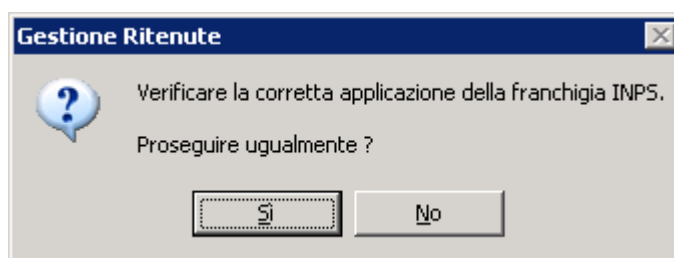 Gestione Ritenute
Verificare la corretta applicazione della franchigia INPS.
Proseguire ugualmente ?
Sì
No